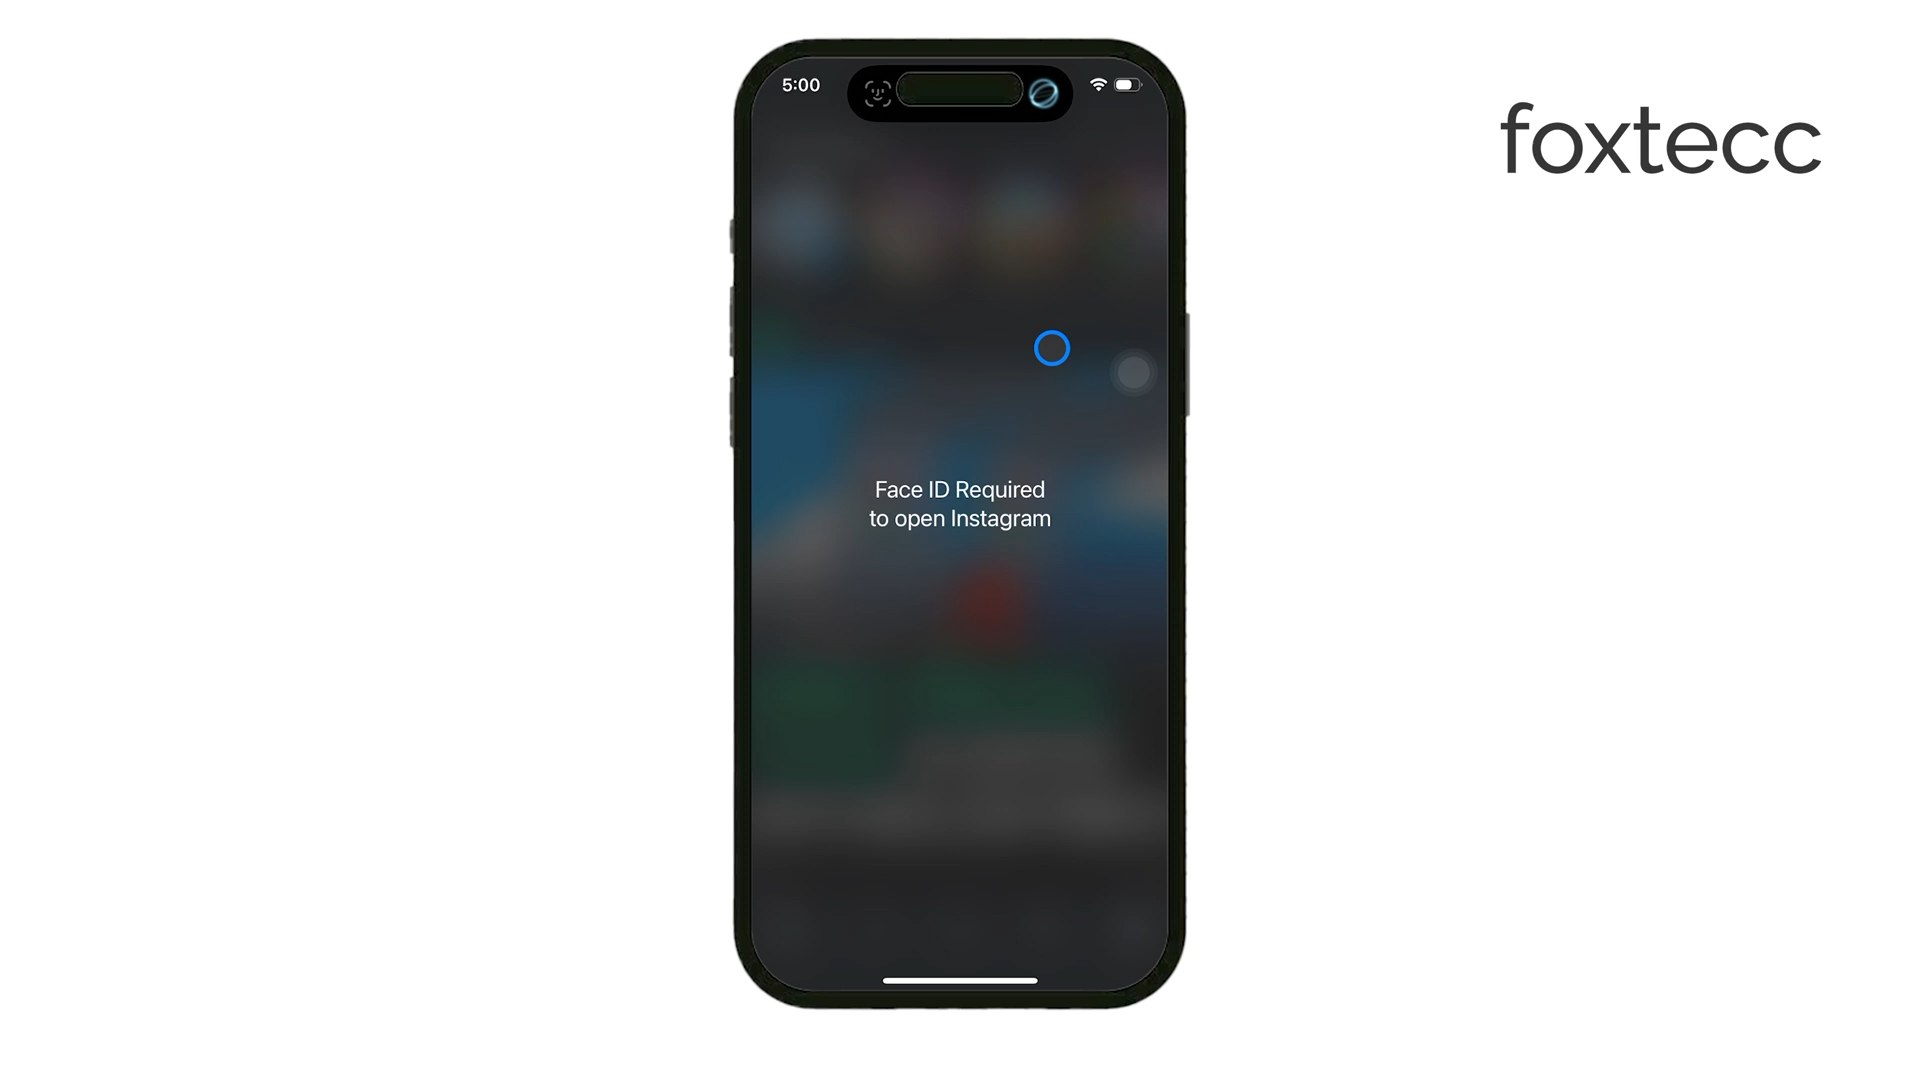 5:00
foxtecc
Face ID Required
to open Instagram